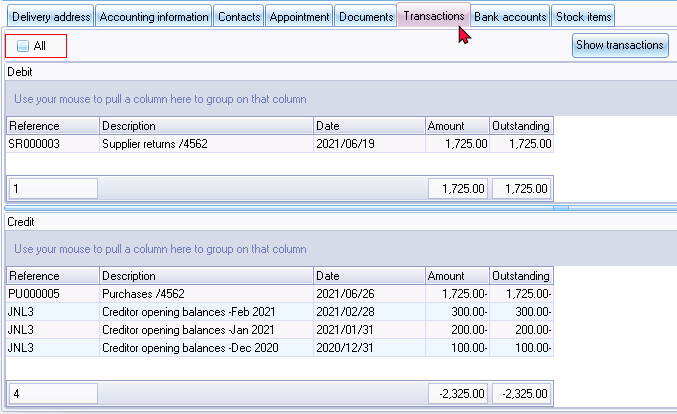 Delivery address Accounting information Contacts Appointment Documents Transactions Bank accounts Stock items
All Show transactions
Debit
Use your mouse to pull a column here to group on that column
Reference Description Date Amount Outstanding
SR000003 Supplier returns /4562 2021/06/19 1,725.00 1,725.00
1 1,725.00 1,725.00
Credit
Use your mouse to pull a column here to group on that column
Reference Description Date Amount Outstanding
PU000005 Purchases /4562 2021/06/26 1,725.00- 1,725.00-
JNL3 Creditor opening balances -Feb 2021 2021/02/28 300.00- 300.00-
JNL3 Creditor opening balances -Jan 2021 2021/01/31 200.00- 200.00-
JNL3 Creditor opening balances -Dec 2020 2020/12/31 100.00- 100.00-
4 -2,325.00 -2,325.00